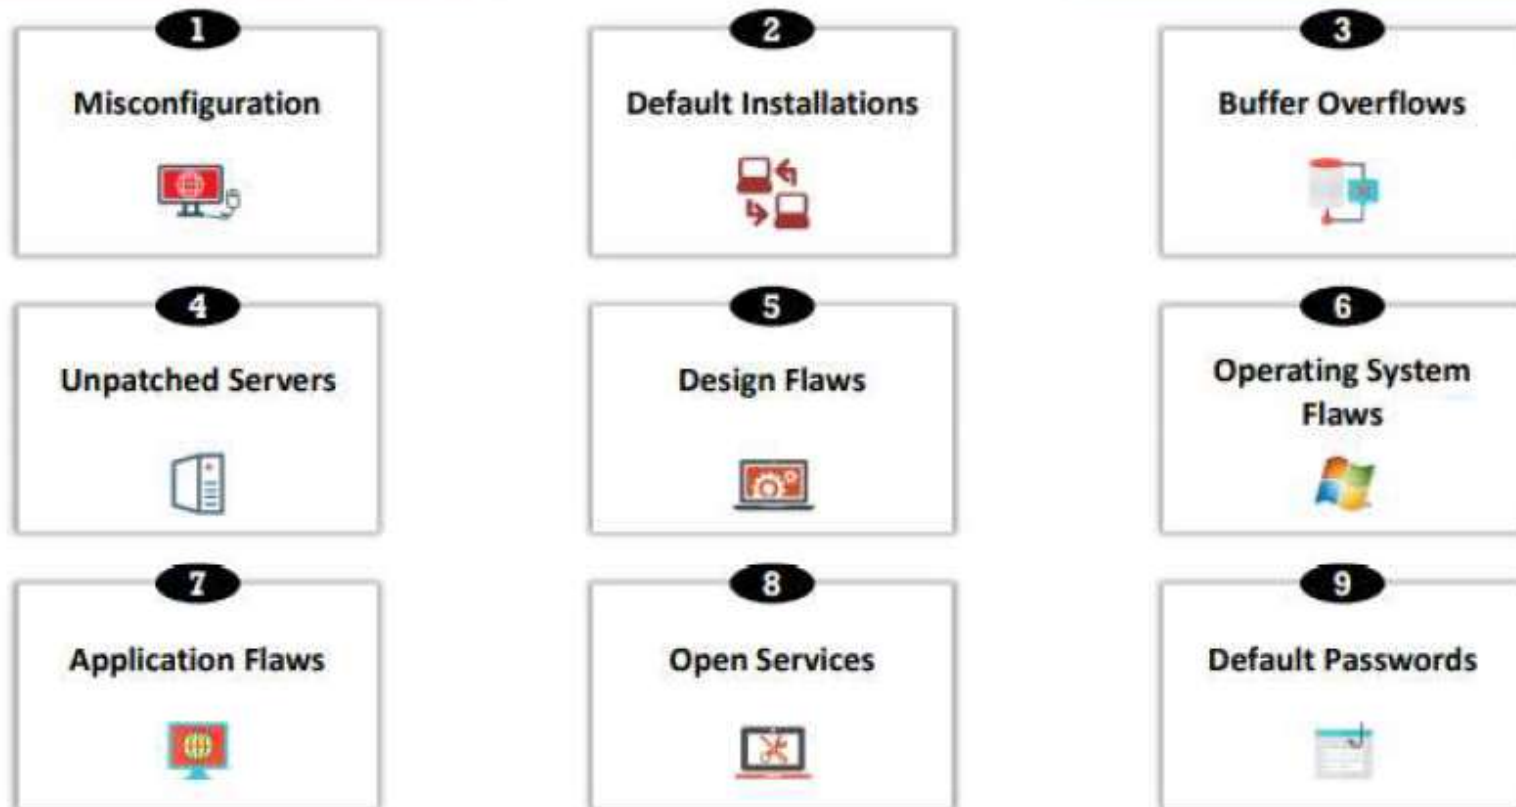 1
Misconfiguration
2
Default Installations
3
Buffer Overflows
4
Unpatched Servers
5
Design Flaws
6
Operating System
Flaws
7
Application Flaws
8
Open Services
9
Default Passwords